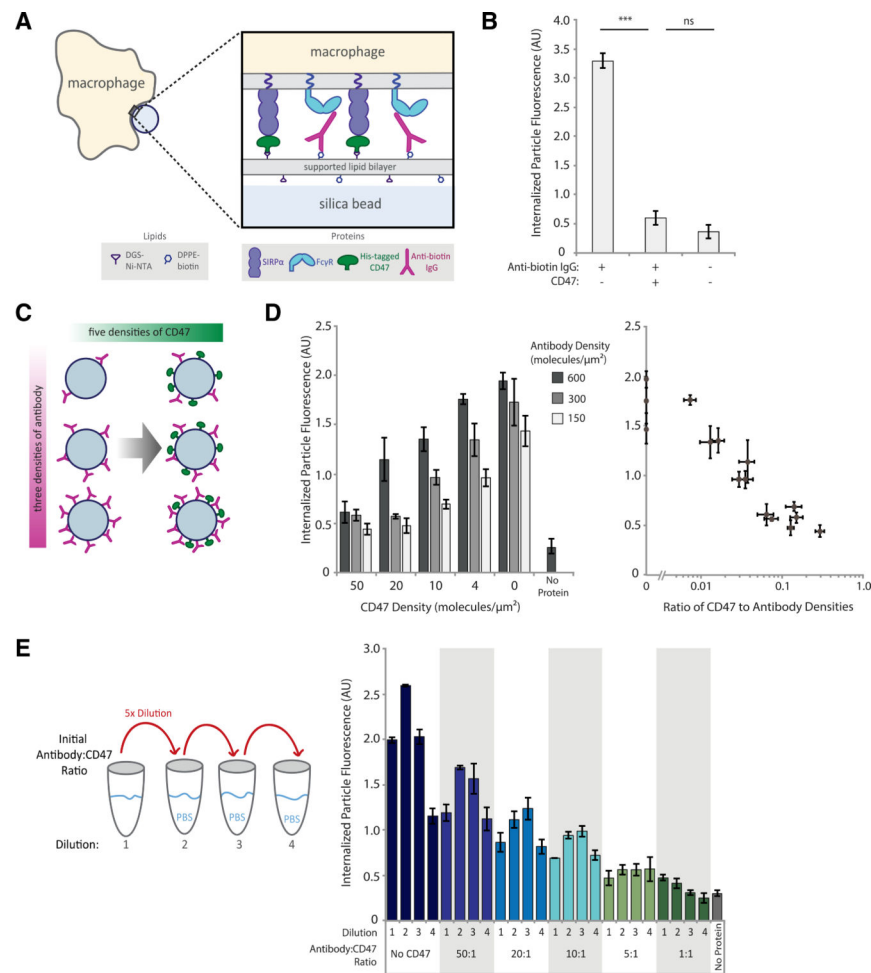 A
macrophage
macrophage
supported lipid bilayer
silica bead
Lipids
DGS-
Ni-NTA
DPPE-
biotin
Proteins
SIRPα
FcγR
His-tagged
CD47
Anti-biotin
IgG
B
Internalized Particle Fluorescence (AU)
4.0
3.5
3.0
2.5
2.0
1.5
1.0
0.5
0.0
***
ns
Anti-biotin IgG: + + -
CD47: - + -
C
five densities of CD47
three densities of antibody
D
Internalized Particle Fluorescence (AU)
2.5
2.0
1.5
1.0
0.5
0.0
Antibody Density
(molecules/μm²)
600
300
150
50 20 10 4 0 No
Protein
CD47 Density (molecules/μm²)
2.5
2.0
1.5
1.0
0.5
0.0
0 0.01 0.1 1.0
Ratio of CD47 to Antibody Densities
E
5x Dilution
Initial
Antibody:CD47
Ratio
PBS PBS PBS
Dilution: 1 2 3 4
Internalized Particle Fluorescence (AU)
3.0
2.5
2.0
1.5
1.0
0.5
0.0
Dilution 1 2 3 4 1 2 3 4 1 2 3 4 1 2 3 4 1 2 3 4 1 2 3 4
Antibody:CD47
Ratio
No CD47 50:1 20:1 10:1 5:1 1:1
No Protein